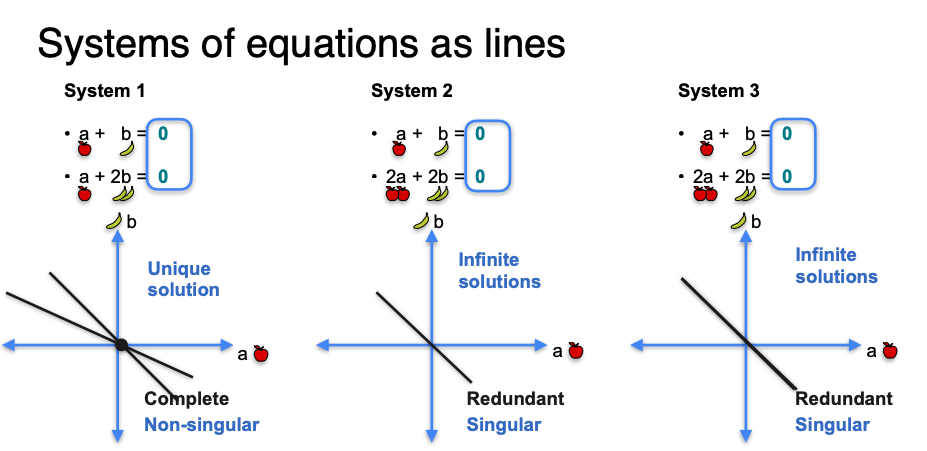 Systems of equations as lines
System 1
• a + b = 0
• a + 2b = 0
b
Unique
solution
a
Complete
Non-singular
System 2
• a + b = 0
• 2a + 2b = 0
b
Infinite
solutions
a
Redundant
Singular
System 3
• a + b = 0
• 2a + 2b = 0
b
Infinite
solutions
a
Redundant
Singular